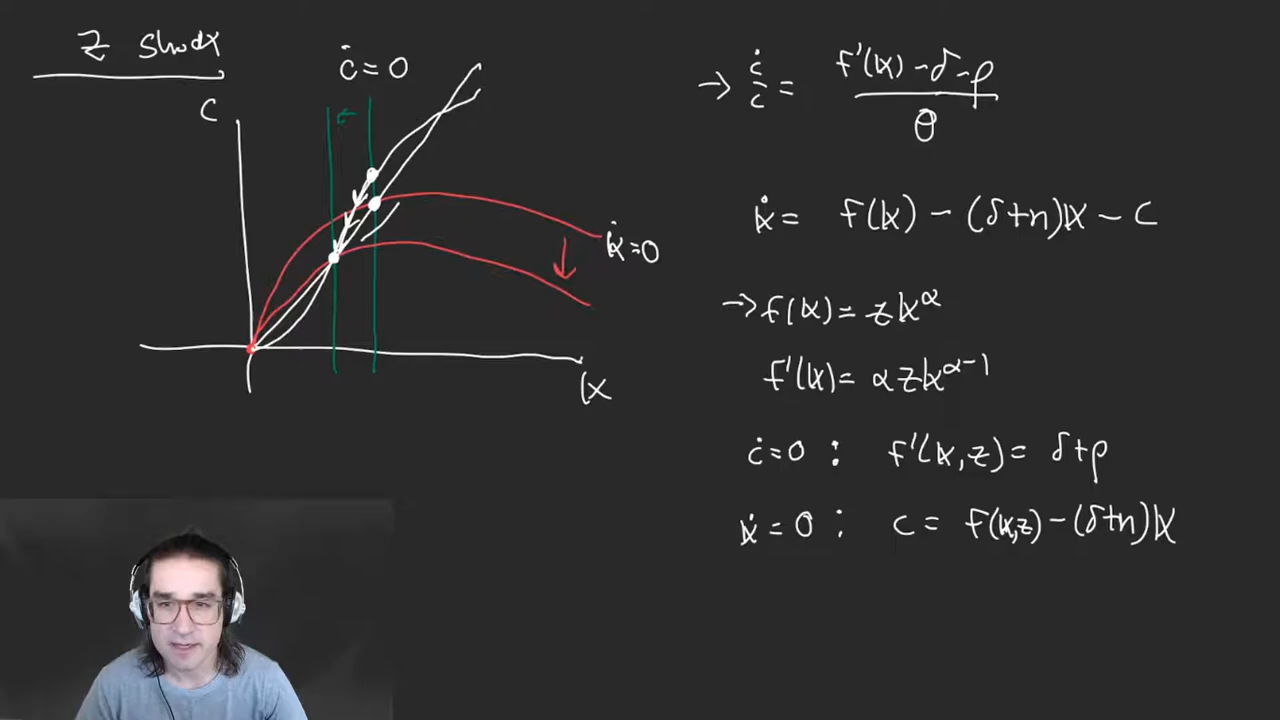 z shock
ċ = 0
c
k̇ = 0
k
→ ċ/c = (f'(k) - δ - ρ)/θ
k̇ = f(k) - (δ+n)k - c
→ f(k) = zk^α
f'(k) = αzk^(α-1)
ċ = 0 : f'(k,z) = δ+ρ
k̇ = 0 : c = f(k,z) - (δ+n)k